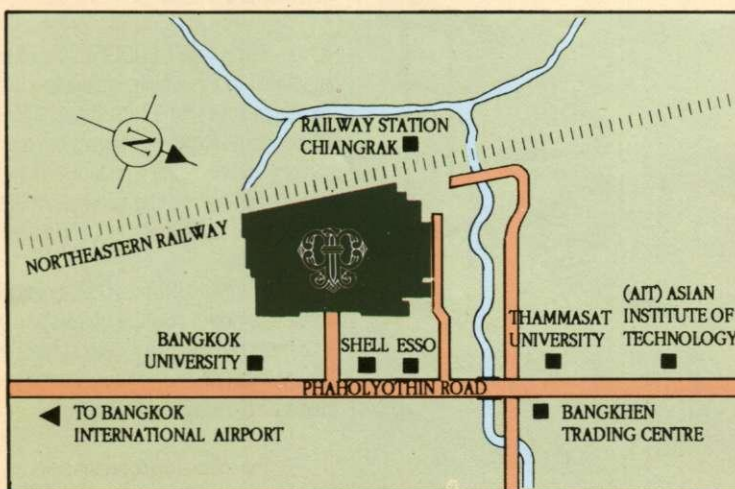 RAILWAY STATION
CHIANGRAK
N
NORTHEASTERN RAILWAY
(AIT) ASIAN
INSTITUTE OF
TECHNOLOGY
THAMMASAT
UNIVERSITY
BANGKOK
UNIVERSITY
SHELL ESSO
PHAHOLYOTHIN ROAD
TO BANGKOK
INTERNATIONAL AIRPORT
BANGKHEN
TRADING CENTRE